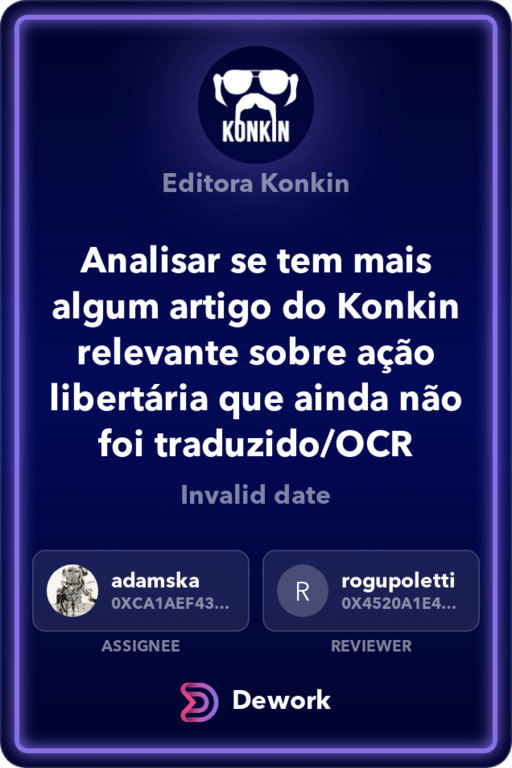 KONKIN
Editora Konkin
Analisar se tem mais
algum artigo do Konkin
relevante sobre ação
libertária que ainda não
foi traduzido/OCR
Invalid date
adamska
0XCA1AEF43...
R
rogupoletti
0X4520A1E4...
ASSIGNEE
REVIEWER
Dework